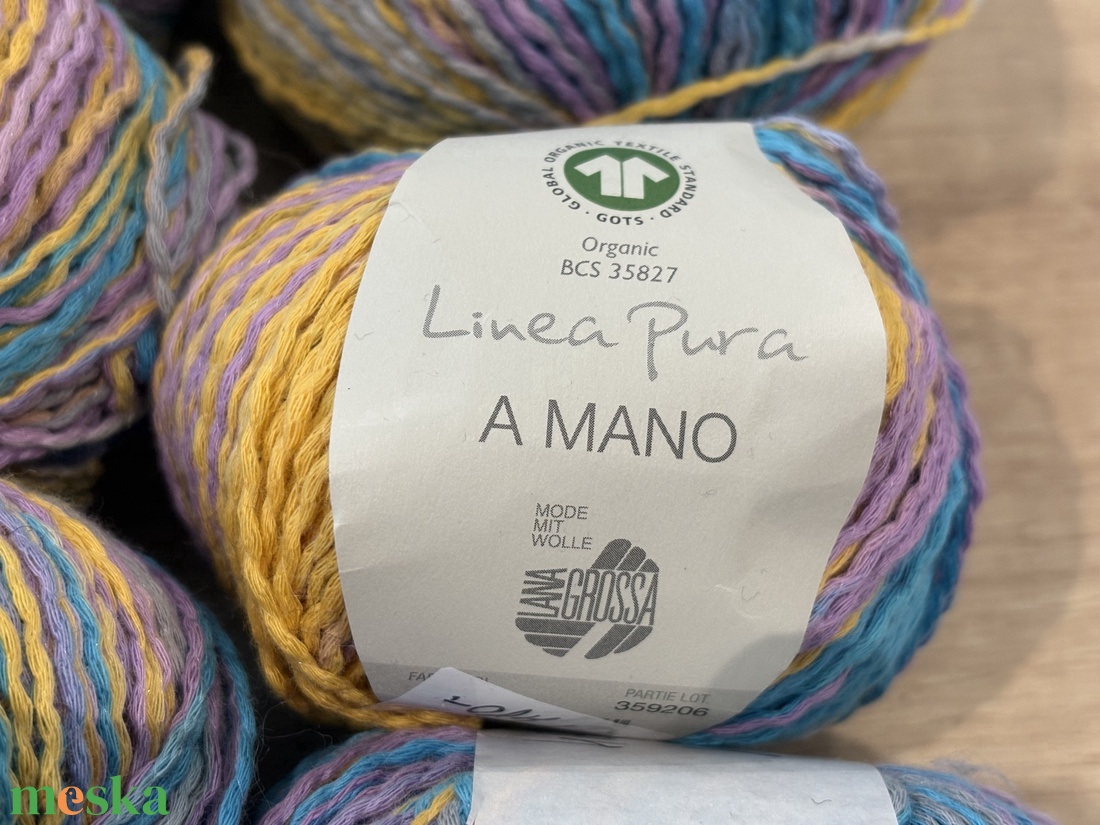 GLOBAL ORGANIC TEXTILE STANDARD
· GOTS ·
Organic
BCS 35827
Linea Pura
A MANO
MODE
MIT
WOLLE
LANA
GROSSA
PARTIE LOT
359206
meska